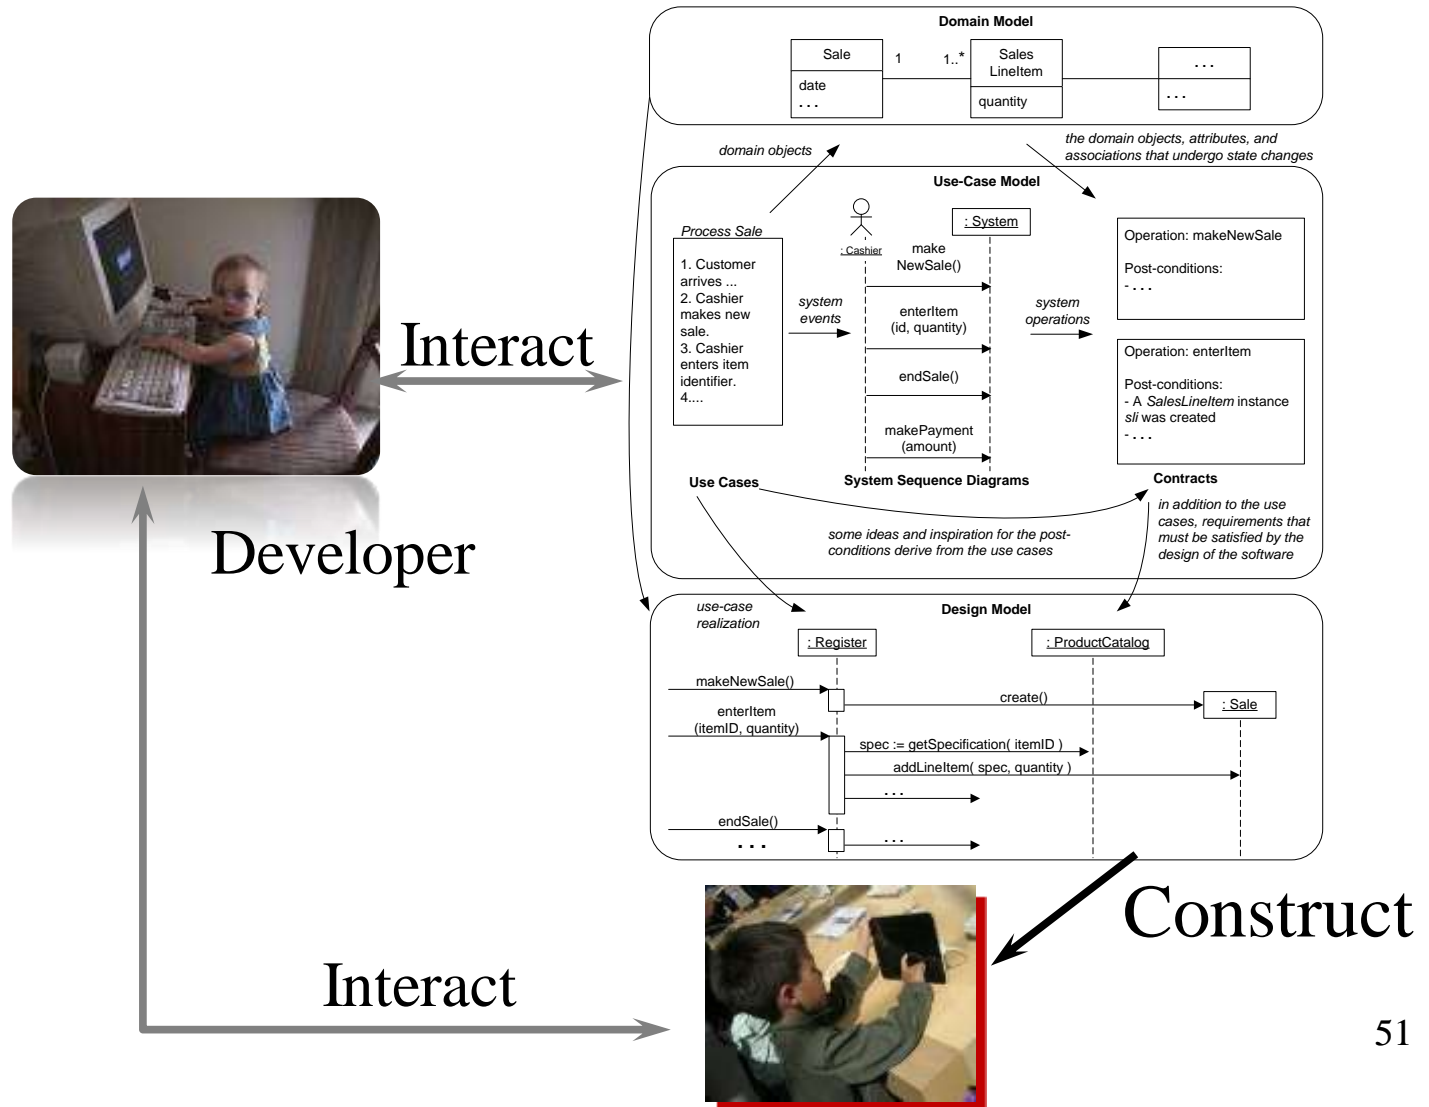 Domain Model
Sale
1
1..*
Sales
LineItem
. . .
date
. . .
quantity
. . .
domain objects
the domain objects, attributes, and
associations that undergo state changes
Use-Case Model
Process Sale
1. Customer
arrives ...
2. Cashier
makes new
sale.
3. Cashier
enters item
identifier.
4....
system
events
: Cashier
: System
make
NewSale()
enterItem
(id, quantity)
endSale()
makePayment
(amount)
system
operations
Operation: makeNewSale
Post-conditions:
- . . .
Operation: enterItem
Post-conditions:
- A SalesLineItem instance
sli was created
- . . .
Use Cases
System Sequence Diagrams
Contracts
some ideas and inspiration for the post-
conditions derive from the use cases
in addition to the use
cases, requirements that
must be satisfied by the
design of the software
Interact
Developer
use-case
realization
Design Model
: Register
: ProductCatalog
makeNewSale()
create()
: Sale
enterItem
(itemID, quantity)
spec := getSpecification( itemID )
addLineItem( spec, quantity )
. . .
endSale()
. . .
. . .
Construct
Interact
51